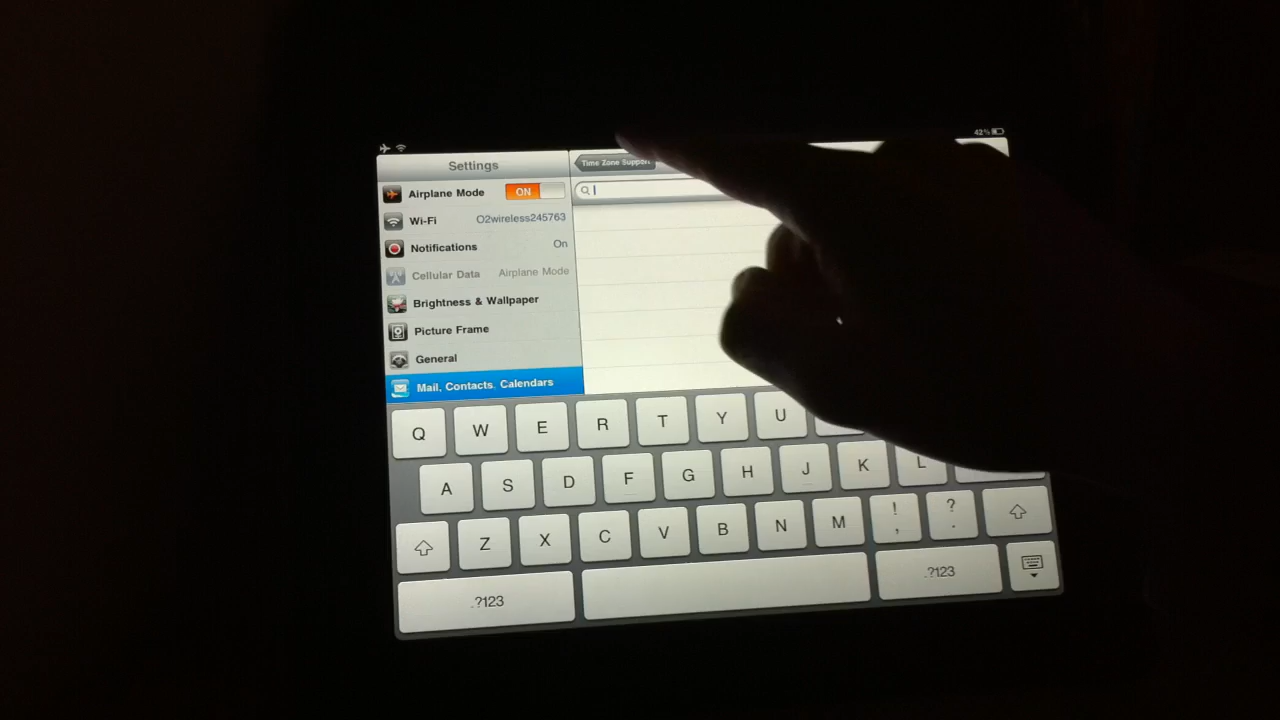 42%
Settings
Time Zone Support
Airplane Mode ON
Wi-Fi O2wireless245763
Notifications On
Cellular Data Airplane Mode
Brightness & Wallpaper
Picture Frame
General
Mail, Contacts, Calendars
Q W E R T Y U
A S D F G H J K L
Z X C V B N M ! , ? .
.?123 .?123